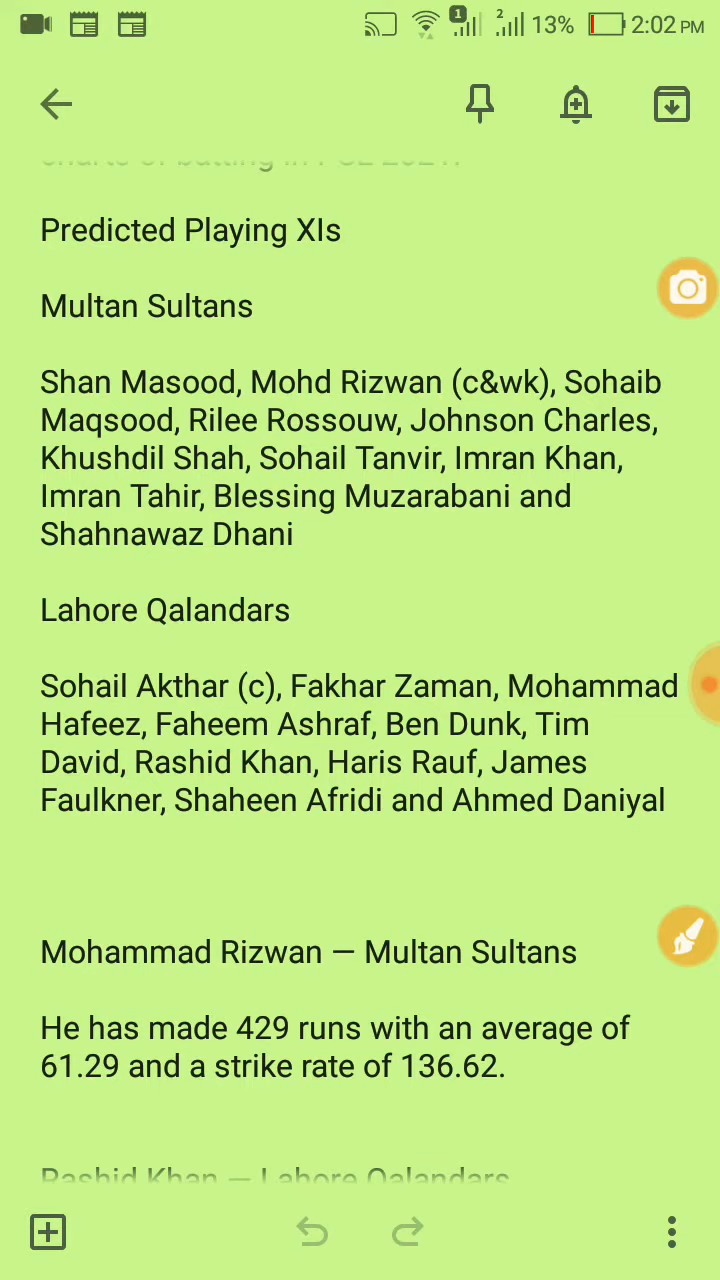 1 2 13% 2:02 PM
Predicted Playing XIs
Multan Sultans
Shan Masood, Mohd Rizwan (c&wk), Sohaib
Maqsood, Rilee Rossouw, Johnson Charles,
Khushdil Shah, Sohail Tanvir, Imran Khan,
Imran Tahir, Blessing Muzarabani and
Shahnawaz Dhani
Lahore Qalandars
Sohail Akthar (c), Fakhar Zaman, Mohammad
Hafeez, Faheem Ashraf, Ben Dunk, Tim
David, Rashid Khan, Haris Rauf, James
Faulkner, Shaheen Afridi and Ahmed Daniyal
Mohammad Rizwan — Multan Sultans
He has made 429 runs with an average of
61.29 and a strike rate of 136.62.
Rashid Khan — Lahore Qalandars